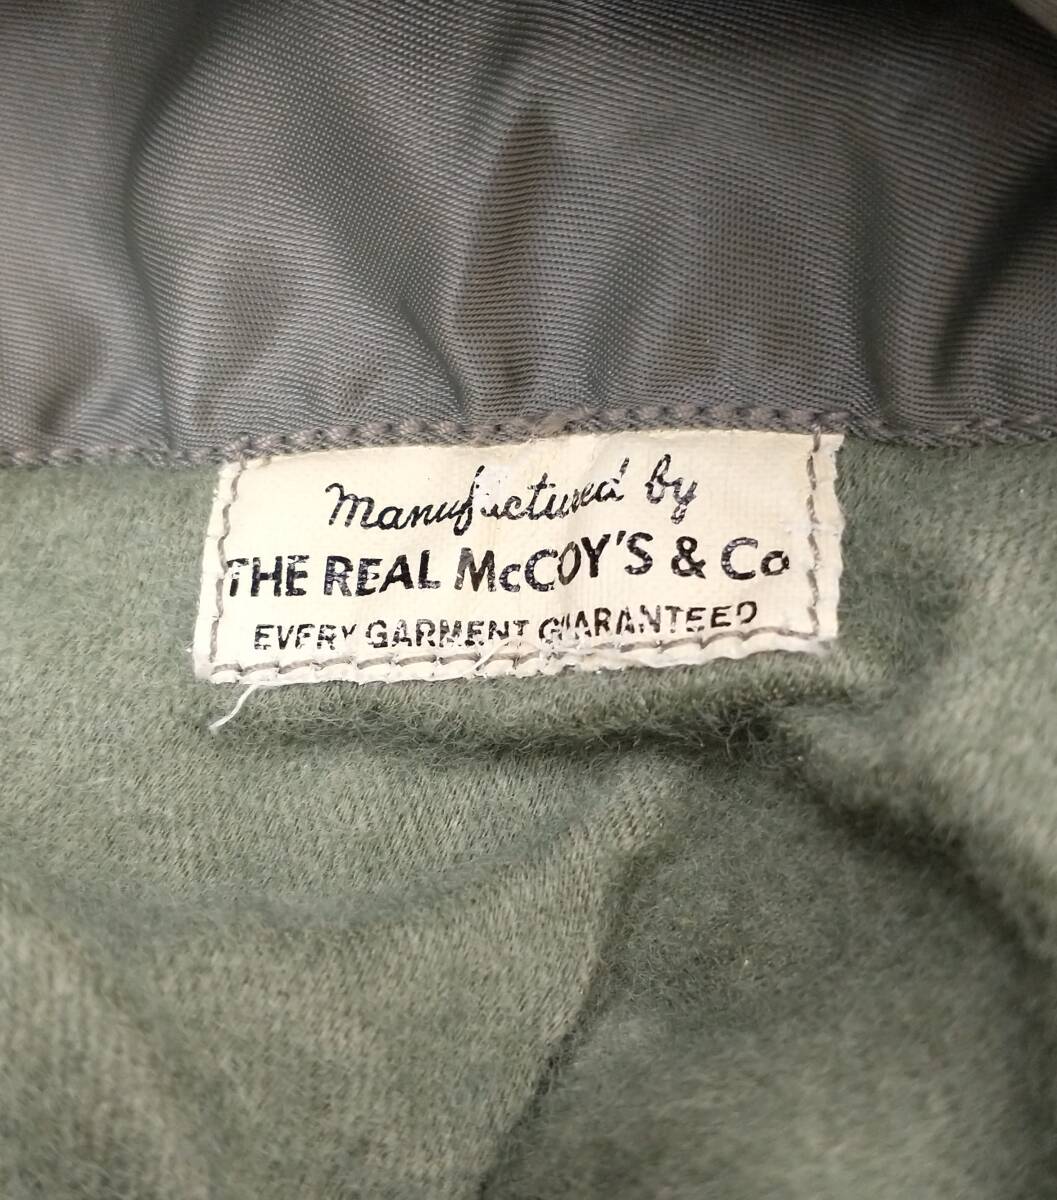 Manufactured by
THE REAL McCOY'S & Co
EVERY GARMENT GUARANTEED